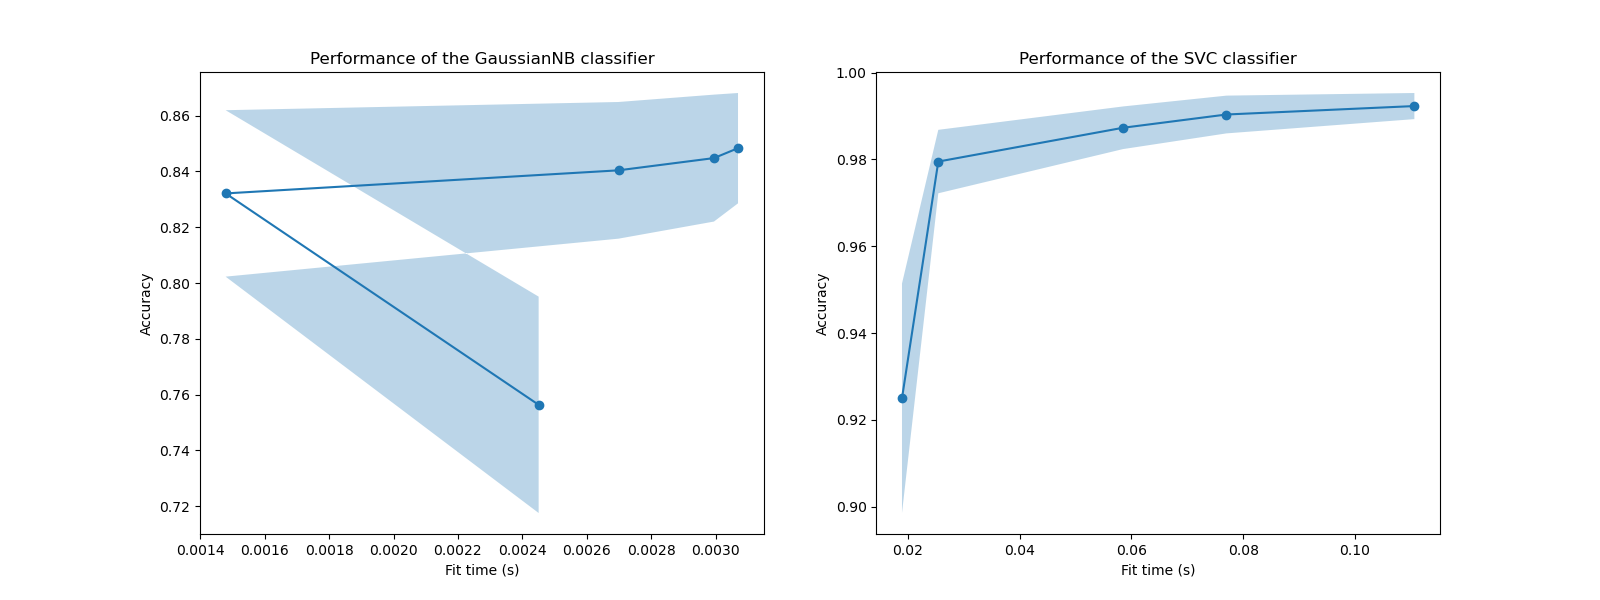 Performance of the GaussianNB classifier
0.86
0.84
0.82
0.80
0.78
0.76
0.74
0.72
Accuracy
0.0014 0.0016 0.0018 0.0020 0.0022 0.0024 0.0026 0.0028 0.0030
Fit time (s)
Performance of the SVC classifier
1.00
0.98
0.96
0.94
0.92
0.90
Accuracy
0.02 0.04 0.06 0.08 0.10
Fit time (s)